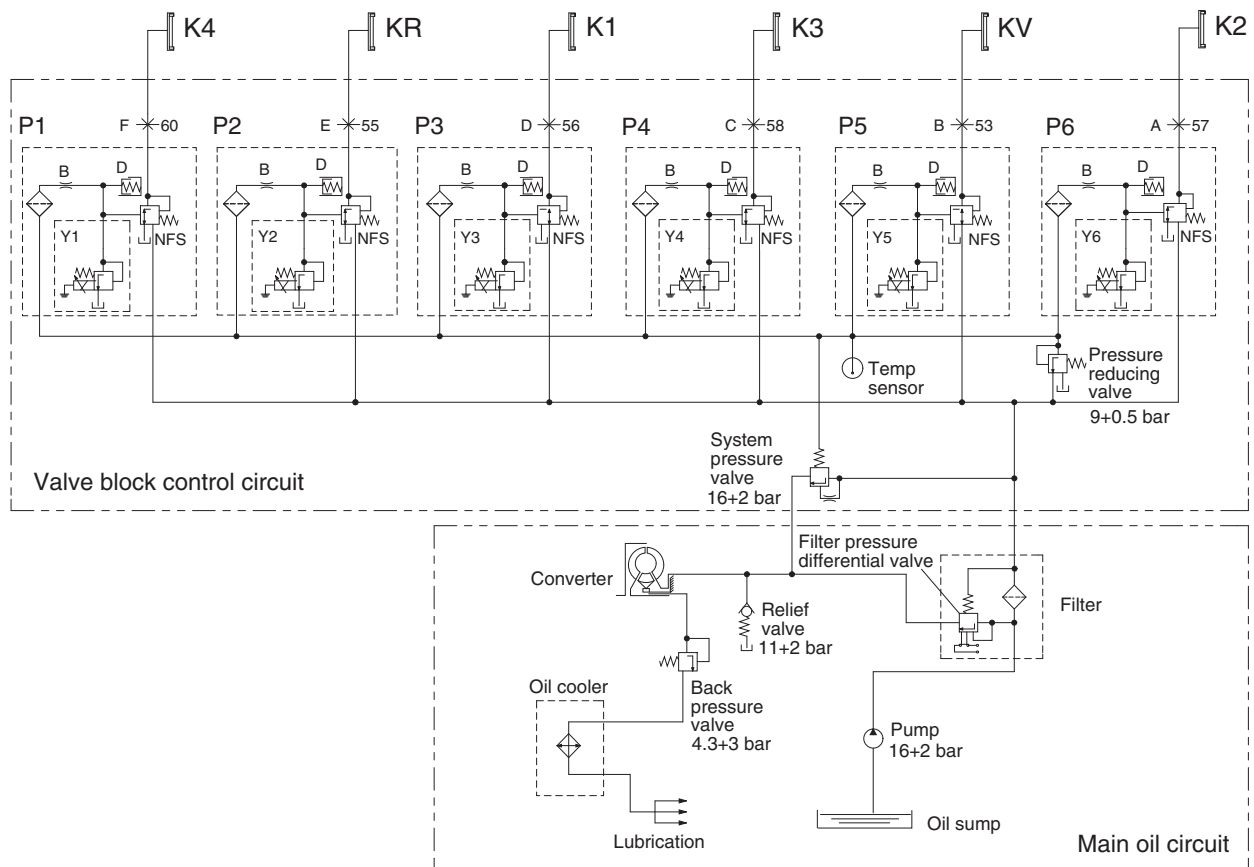 K4 KR K1 K3 KV K2
P1 F 60 P2 E 55 P3 D 56 P4 C 58 P5 B 53 P6 A 57
B D B D B D B D B D B D
Y1 NFS Y2 NFS Y3 NFS Y4 NFS Y5 NFS Y6 NFS
Temp
sensor
Pressure
reducing
valve
9+0.5 bar
System
pressure
valve
16+2 bar
Valve block control circuit
Filter pressure
differential valve
Converter
Relief
valve
11+2 bar
Filter
Oil cooler
Back
pressure
valve
4.3+3 bar
Pump
16+2 bar
Lubrication
Oil sump
Main oil circuit